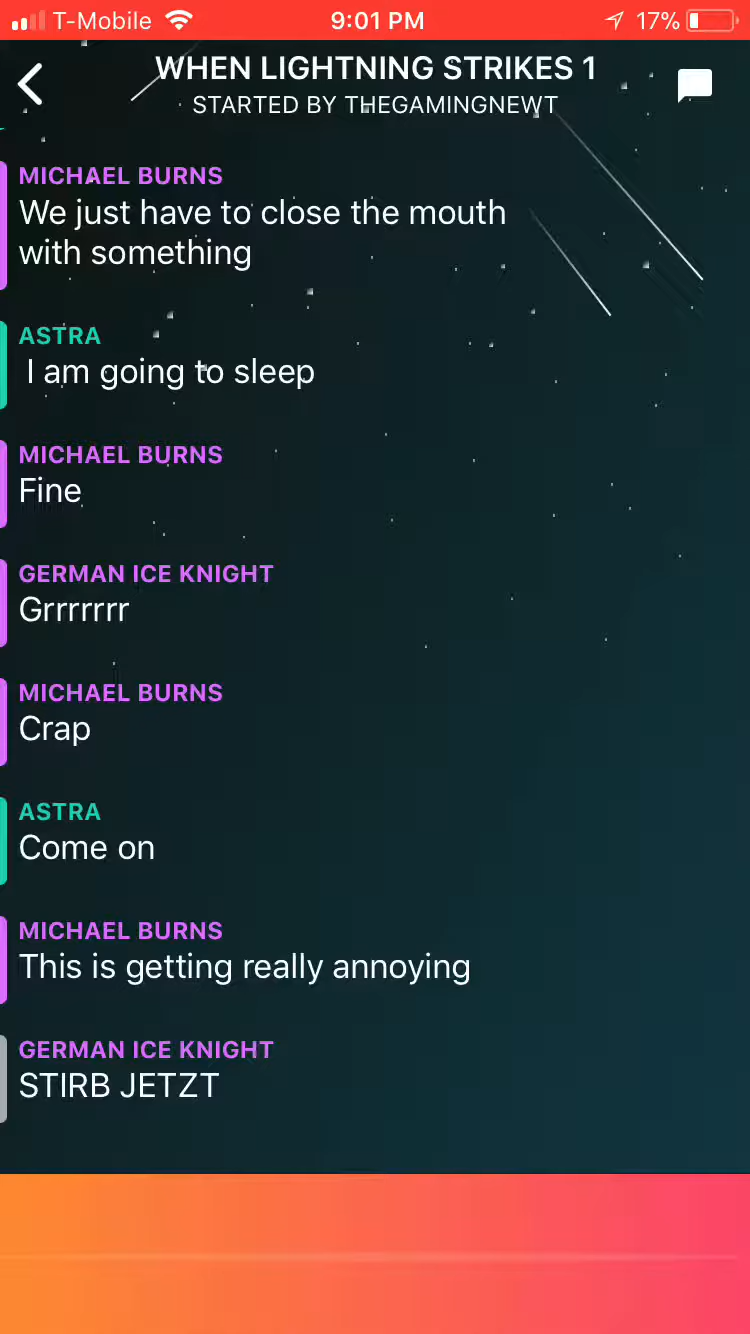 T-Mobile 9:01 PM 17%
WHEN LIGHTNING STRIKES 1
STARTED BY THEGAMINGNEWT
MICHAEL BURNS
We just have to close the mouth
with something
ASTRA
I am going to sleep
MICHAEL BURNS
Fine
GERMAN ICE KNIGHT
Grrrrrrr
MICHAEL BURNS
Crap
ASTRA
Come on
MICHAEL BURNS
This is getting really annoying
GERMAN ICE KNIGHT
STIRB JETZT